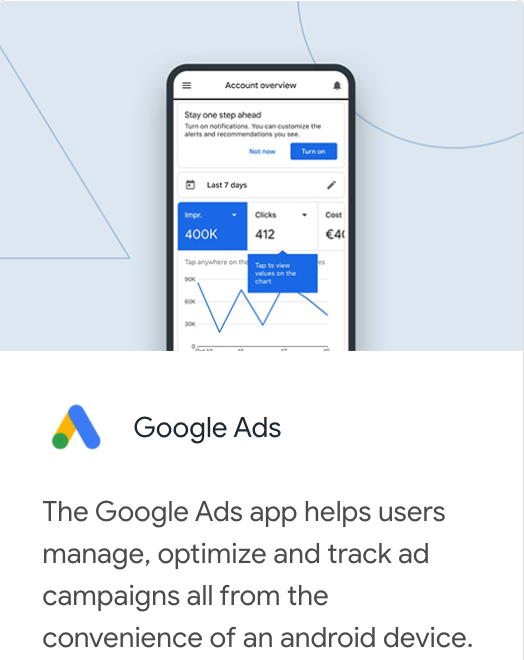 Account overview
Stay one step ahead
Turn on notifications. You can customize the
alerts and recommendations you see.
Not now
Turn on
Last 7 days
Impr.
Clicks
Cost
400K
412
€4
Tap anywhere on the
Tap to view
values on the
chart
90K
60K
30K
0
Google Ads
The Google Ads app helps users
manage, optimize and track ad
campaigns all from the
convenience of an android device.